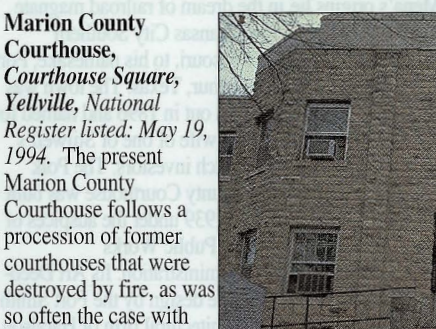 Marion County
Courthouse,
Courthouse Square,
Yellville, National
Register listed: May 19,
1994. The present
Marion County
Courthouse follows a
procession of former
courthouses that were
destroyed by fire, as was
so often the case with